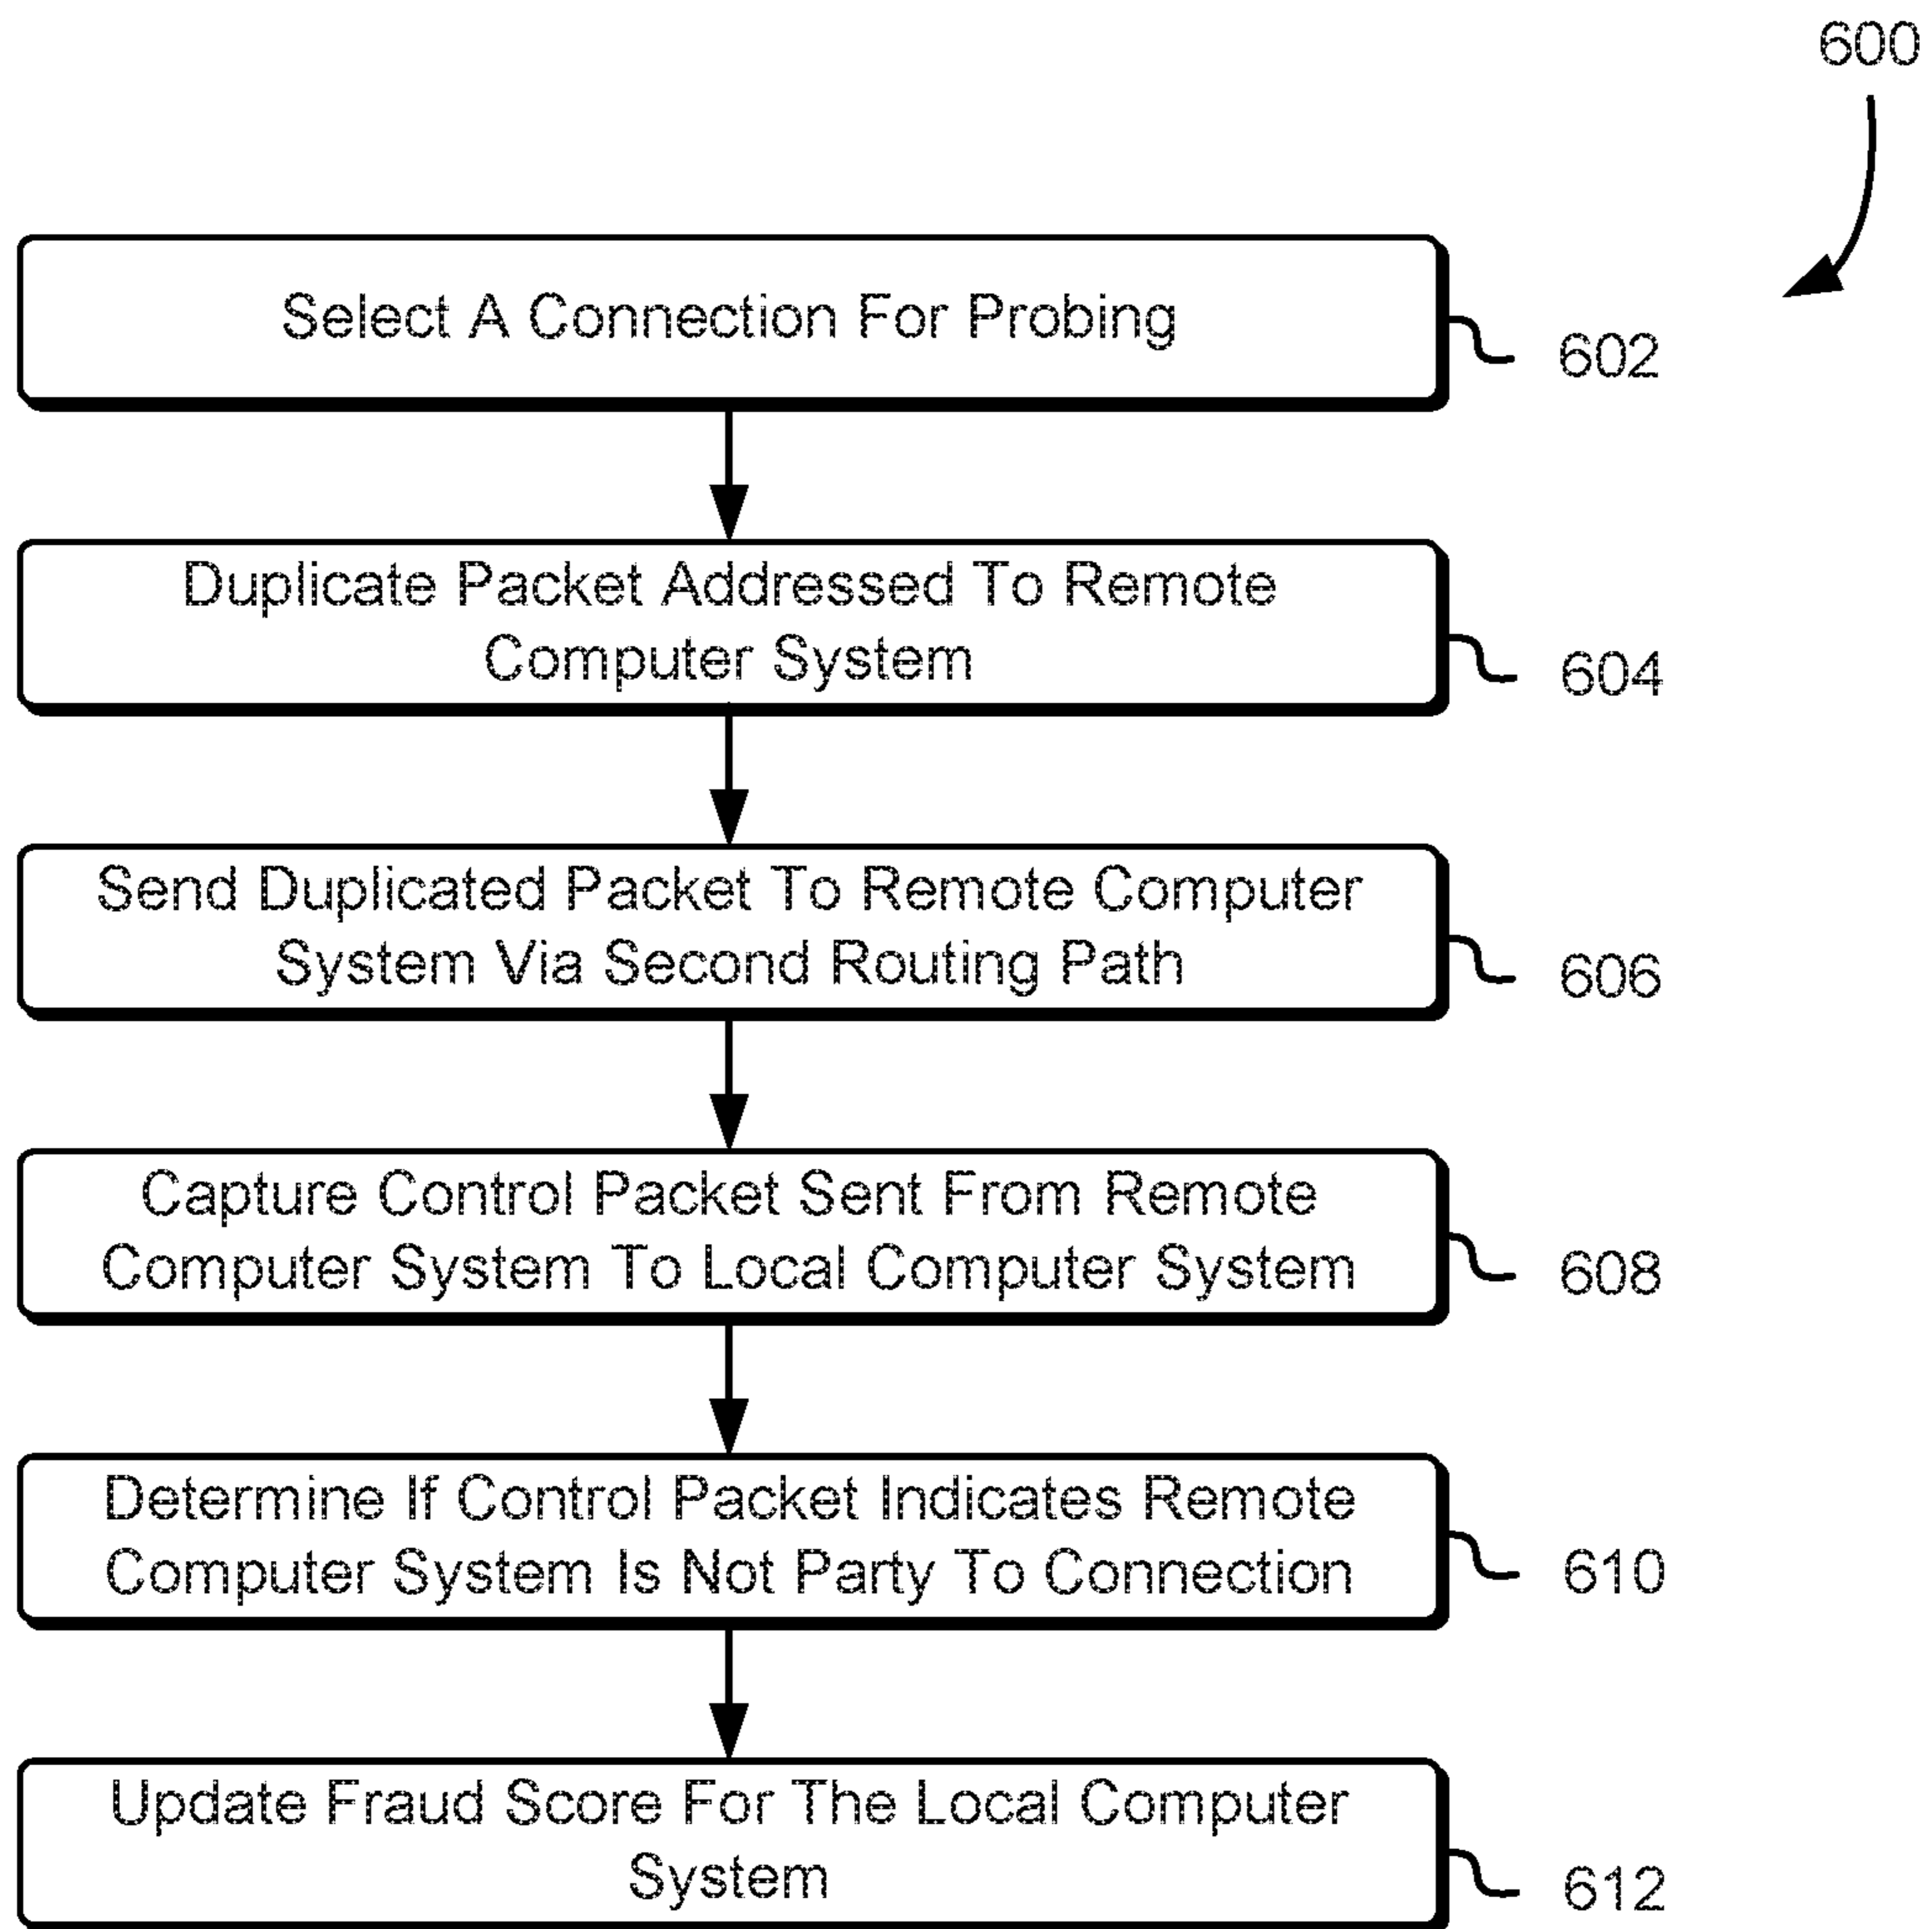 600
Select A Connection For Probing
602
Duplicate Packet Addressed To Remote
Computer System
604
Send Duplicated Packet To Remote Computer
System Via Second Routing Path
606
Capture Control Packet Sent From Remote
Computer System To Local Computer System
608
Determine If Control Packet Indicates Remote
Computer System Is Not Party To Connection
610
Update Fraud Score For The Local Computer
System
612